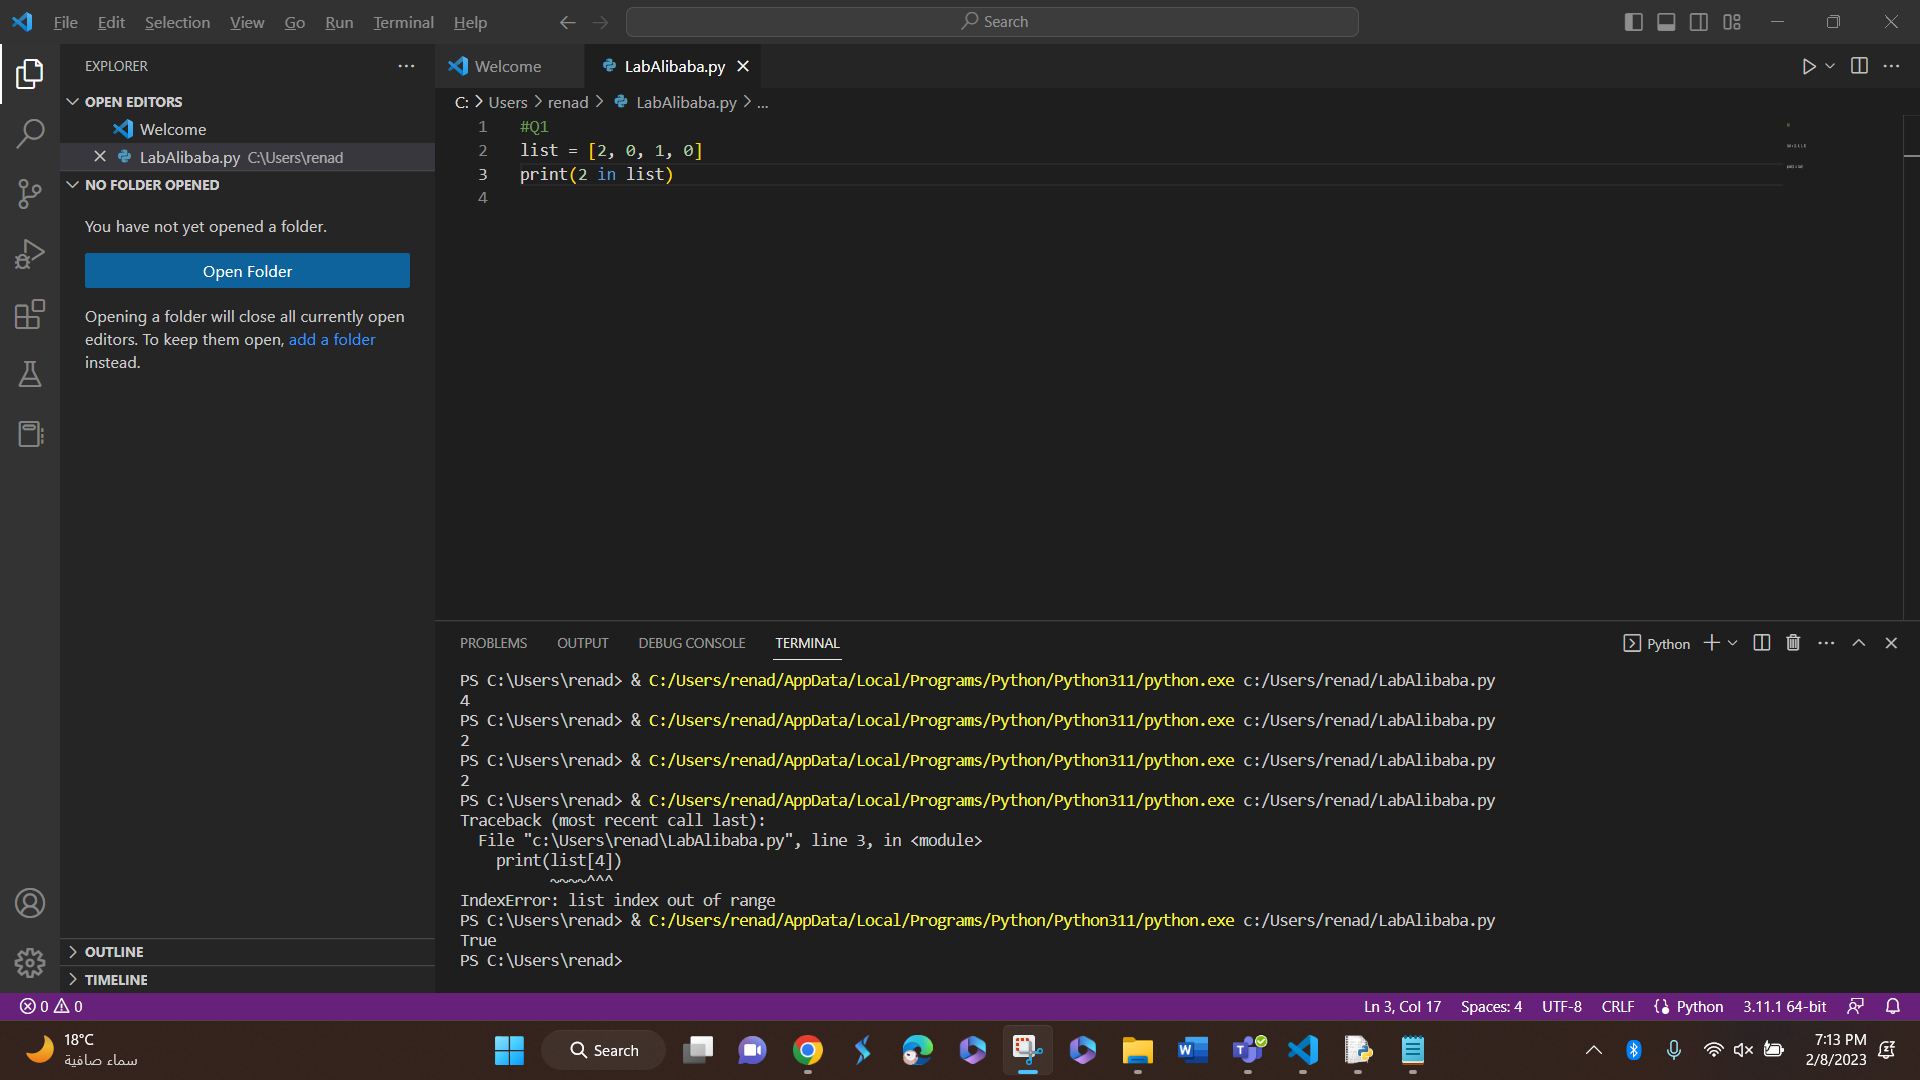 File Edit Selection View Go Run Terminal Help
Search
EXPLORER
OPEN EDITORS
Welcome
LabAlibaba.py C:\Users\renad
NO FOLDER OPENED
You have not yet opened a folder.
Open Folder
Opening a folder will close all currently open
editors. To keep them open, add a folder
instead.
OUTLINE
TIMELINE
Welcome LabAlibaba.py
C: > Users > renad > LabAlibaba.py > ...
1 #Q1
2 list = [2, 0, 1, 0]
3 print(2 in list)
4
PROBLEMS OUTPUT DEBUG CONSOLE TERMINAL
Python
PS C:\Users\renad> & C:/Users/renad/AppData/Local/Programs/Python/Python311/python.exe c:/Users/renad/LabAlibaba.py
4
PS C:\Users\renad> & C:/Users/renad/AppData/Local/Programs/Python/Python311/python.exe c:/Users/renad/LabAlibaba.py
2
PS C:\Users\renad> & C:/Users/renad/AppData/Local/Programs/Python/Python311/python.exe c:/Users/renad/LabAlibaba.py
2
PS C:\Users\renad> & C:/Users/renad/AppData/Local/Programs/Python/Python311/python.exe c:/Users/renad/LabAlibaba.py
Traceback (most recent call last):
  File "c:\Users\renad\LabAlibaba.py", line 3, in <module>
    print(list[4])
          ~~~~^^^
IndexError: list index out of range
PS C:\Users\renad> & C:/Users/renad/AppData/Local/Programs/Python/Python311/python.exe c:/Users/renad/LabAlibaba.py
True
PS C:\Users\renad>
0 0
Ln 3, Col 17 Spaces: 4 UTF-8 CRLF Python 3.11.1 64-bit
18°C
سماء صافية
Search
7:13 PM
2/8/2023